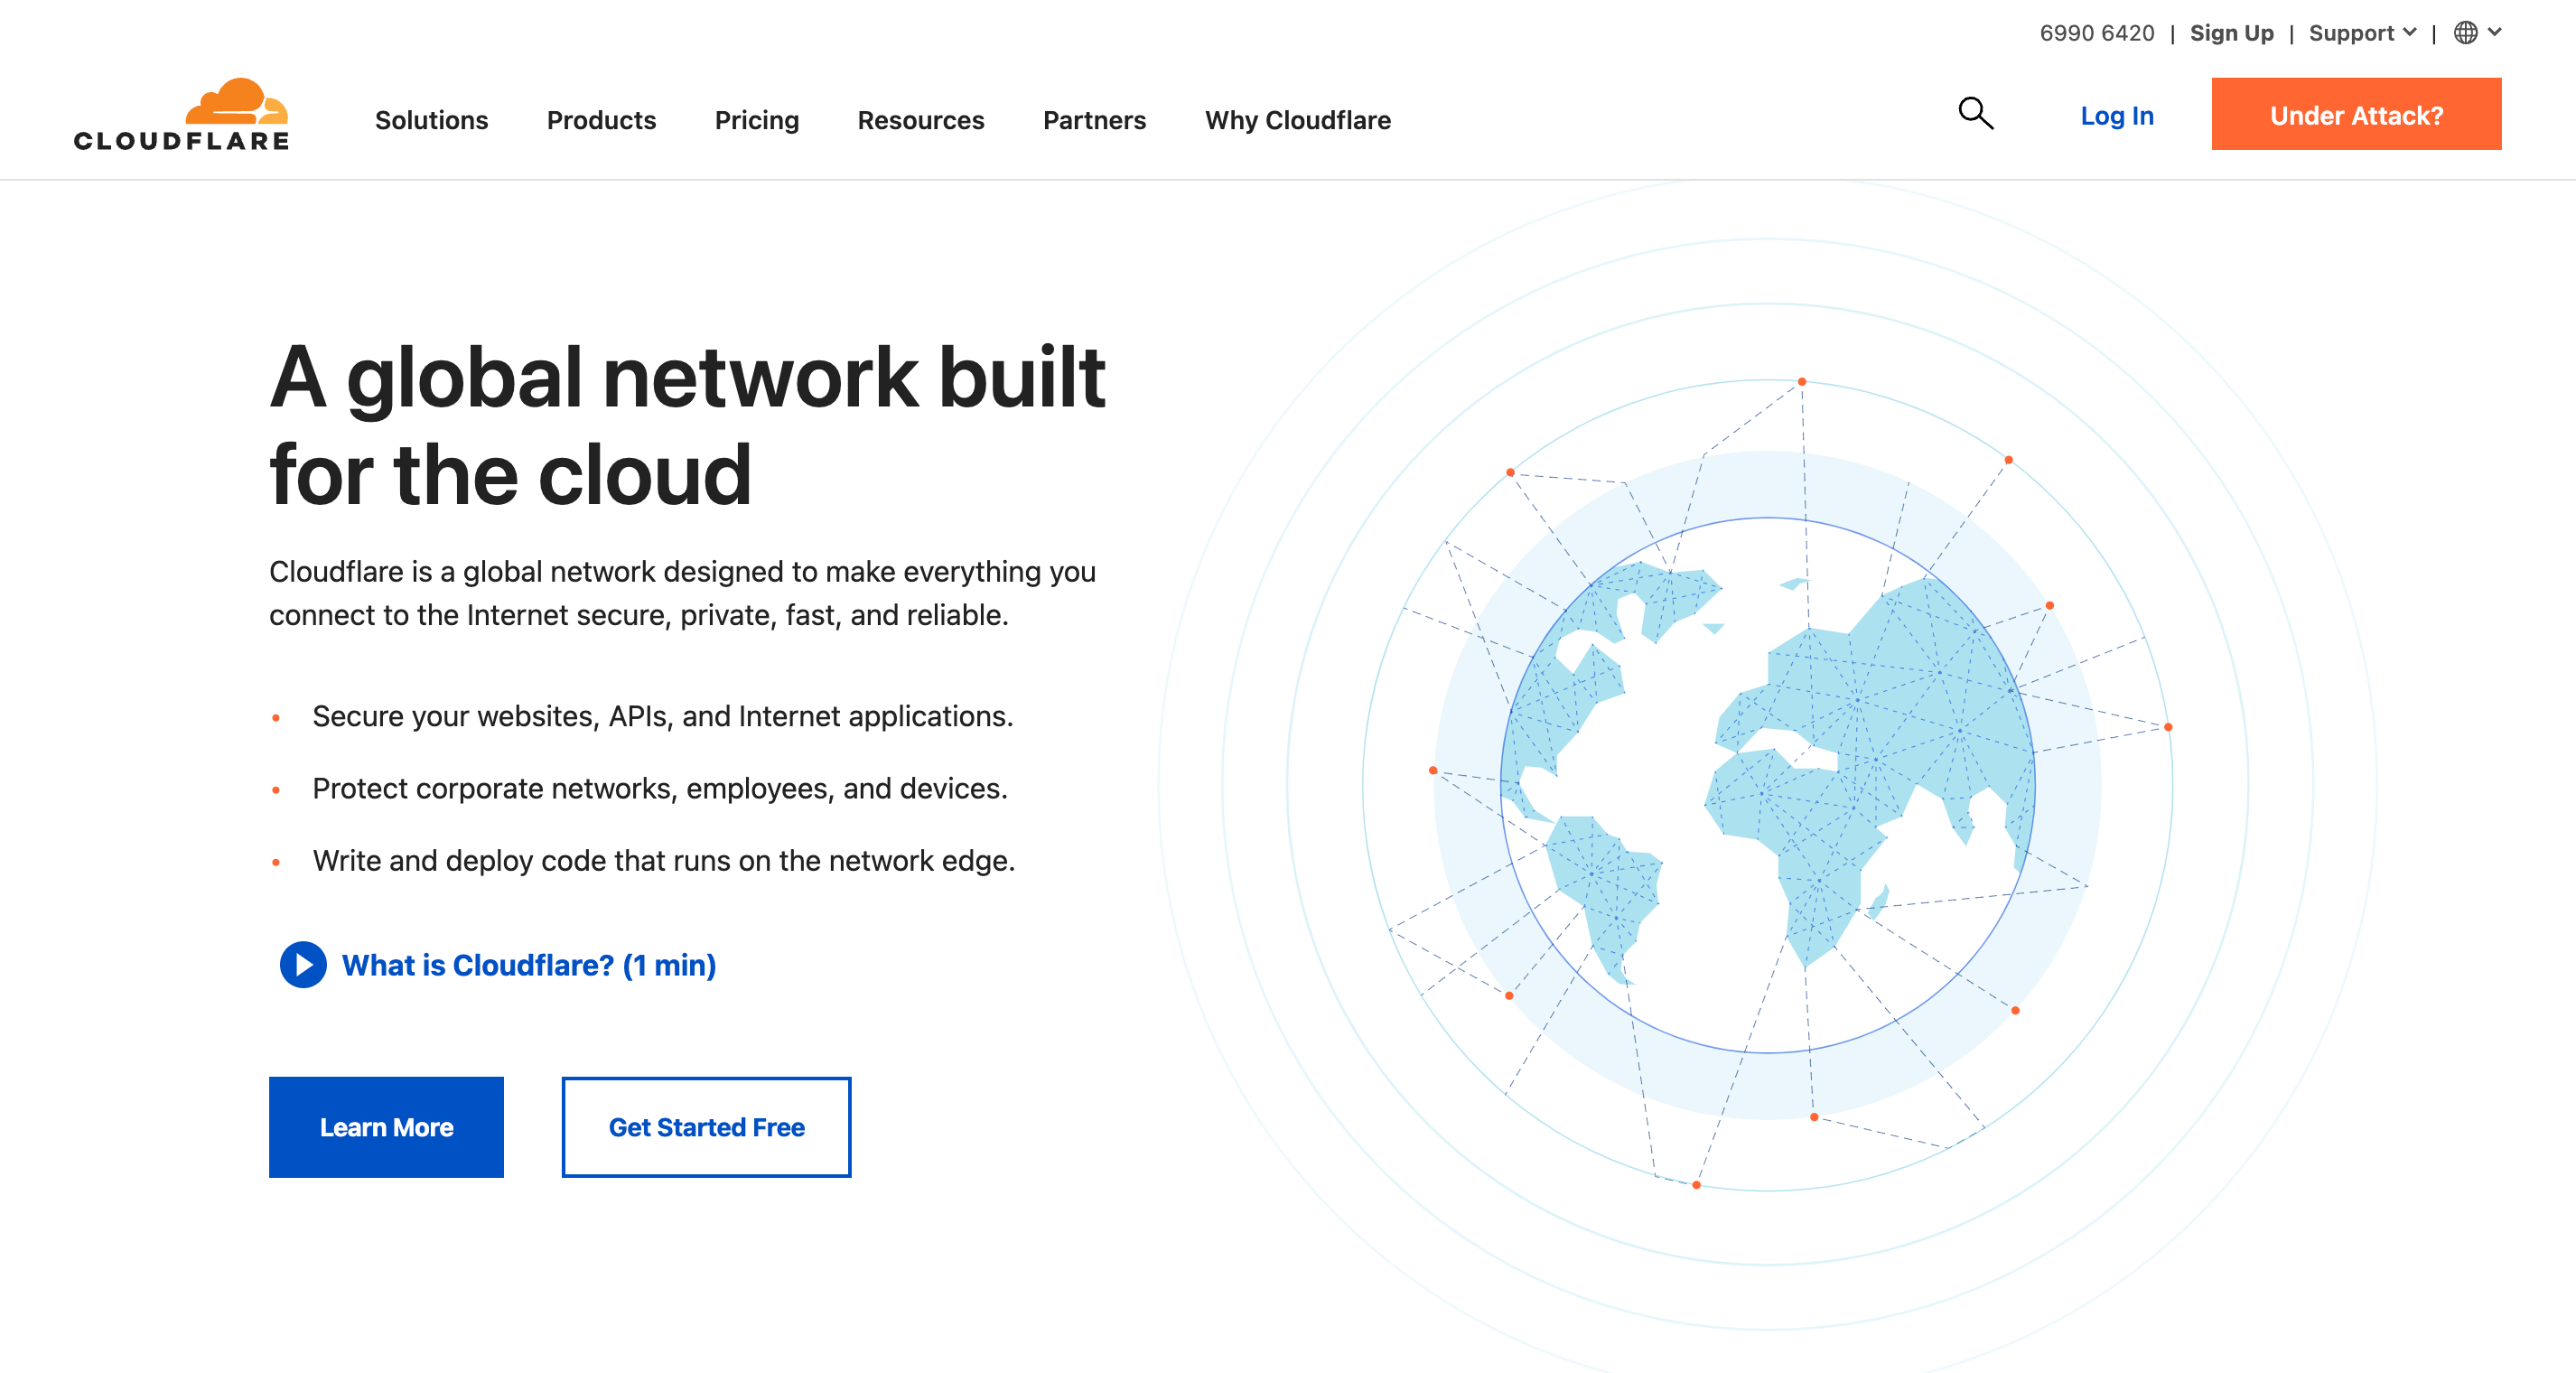 6990 6420 | Sign Up | Support |
CLOUDFLARE
Solutions Products Pricing Resources Partners Why Cloudflare Log In Under Attack?
A global network built
for the cloud
Cloudflare is a global network designed to make everything you
connect to the Internet secure, private, fast, and reliable.
• Secure your websites, APIs, and Internet applications.
• Protect corporate networks, employees, and devices.
• Write and deploy code that runs on the network edge.
What is Cloudflare? (1 min)
Learn More Get Started Free